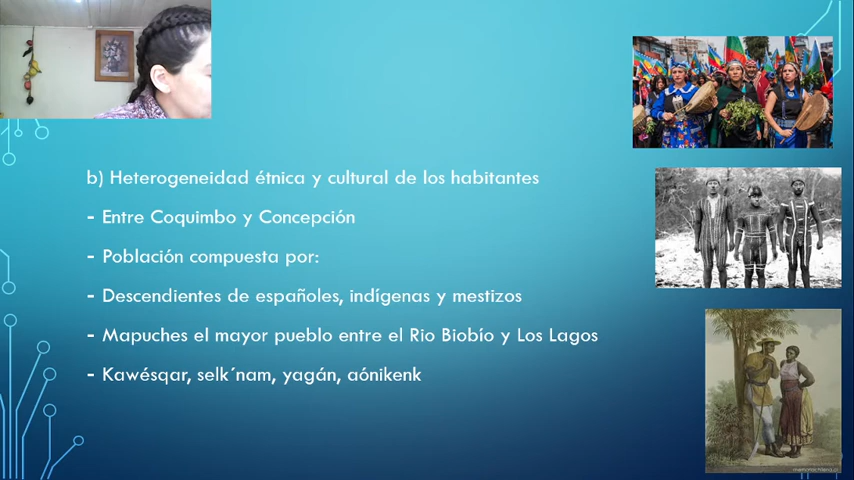 b) Heterogeneidad étnica y cultural de los habitantes
- Entre Coquimbo y Concepción
- Población compuesta por:
- Descendientes de españoles, indígenas y mestizos
- Mapuches el mayor pueblo entre el Rio Biobío y Los Lagos
- Kawésqar, selk´nam, yagán, aónikenk